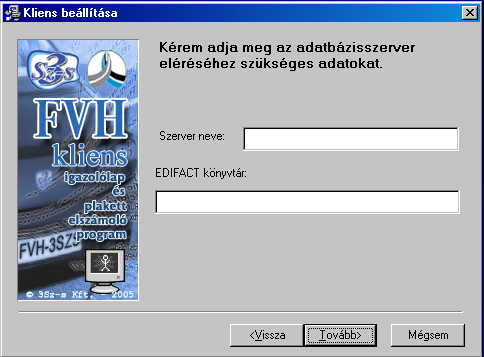 Kliens beállítása
Kérem adja meg az adatbázisszerver
eléréséhez szükséges adatokat.
3Sz-s
FVH
kliens
igazolólap
és
plakett
elszámoló
program
FVH-3SZS
© 3Sz-s Kft. - 2005
Szerver neve:
EDIFACT könyvtár:
<Vissza
Tovább>
Mégsem